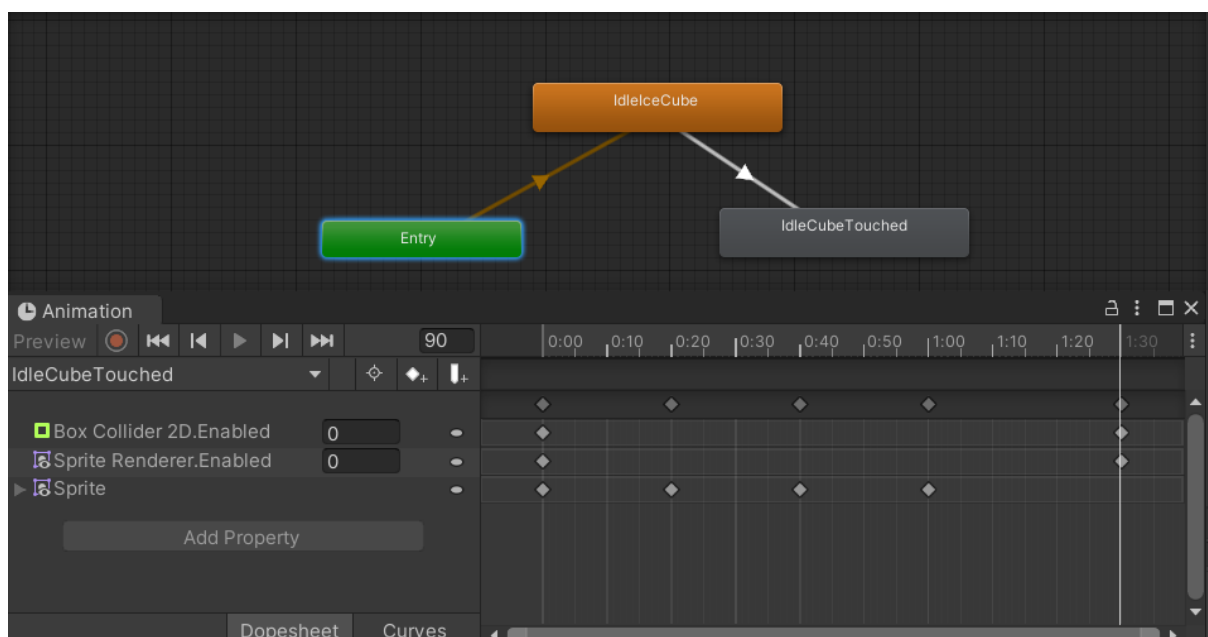 IdleIceCube
IdleCubeTouched
Entry
Animation
Preview 90 0:00 0:10 0:20 0:30 0:40 0:50 1:00 1:10 1:20 1:30
IdleCubeTouched
Box Collider 2D.Enabled 0
Sprite Renderer.Enabled 0
Sprite
Add Property
Dopesheet Curves